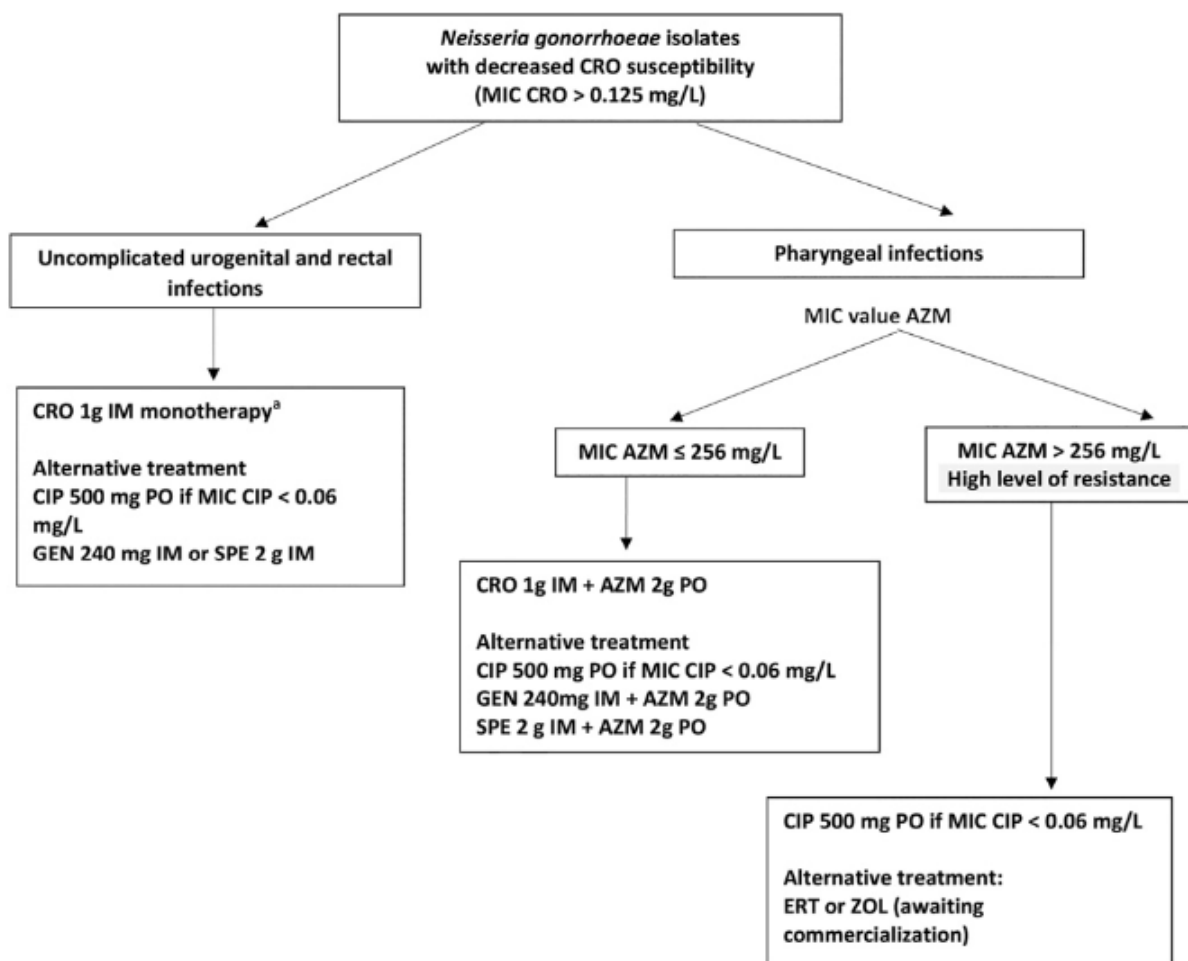 Neisseria gonorrhoeae isolates
with decreased CRO susceptibility
(MIC CRO > 0.125 mg/L)
Uncomplicated urogenital and rectal
infections
Pharyngeal infections
MIC value AZM
CRO 1g IM monotherapyᵃ
Alternative treatment
CIP 500 mg PO if MIC CIP < 0.06
mg/L
GEN 240 mg IM or SPE 2 g IM
MIC AZM ≤ 256 mg/L
MIC AZM > 256 mg/L
High level of resistance
CRO 1g IM + AZM 2g PO
Alternative treatment
CIP 500 mg PO if MIC CIP < 0.06 mg/L
GEN 240mg IM + AZM 2g PO
SPE 2 g IM + AZM 2g PO
CIP 500 mg PO if MIC CIP < 0.06 mg/L
Alternative treatment:
ERT or ZOL (awaiting
commercialization)